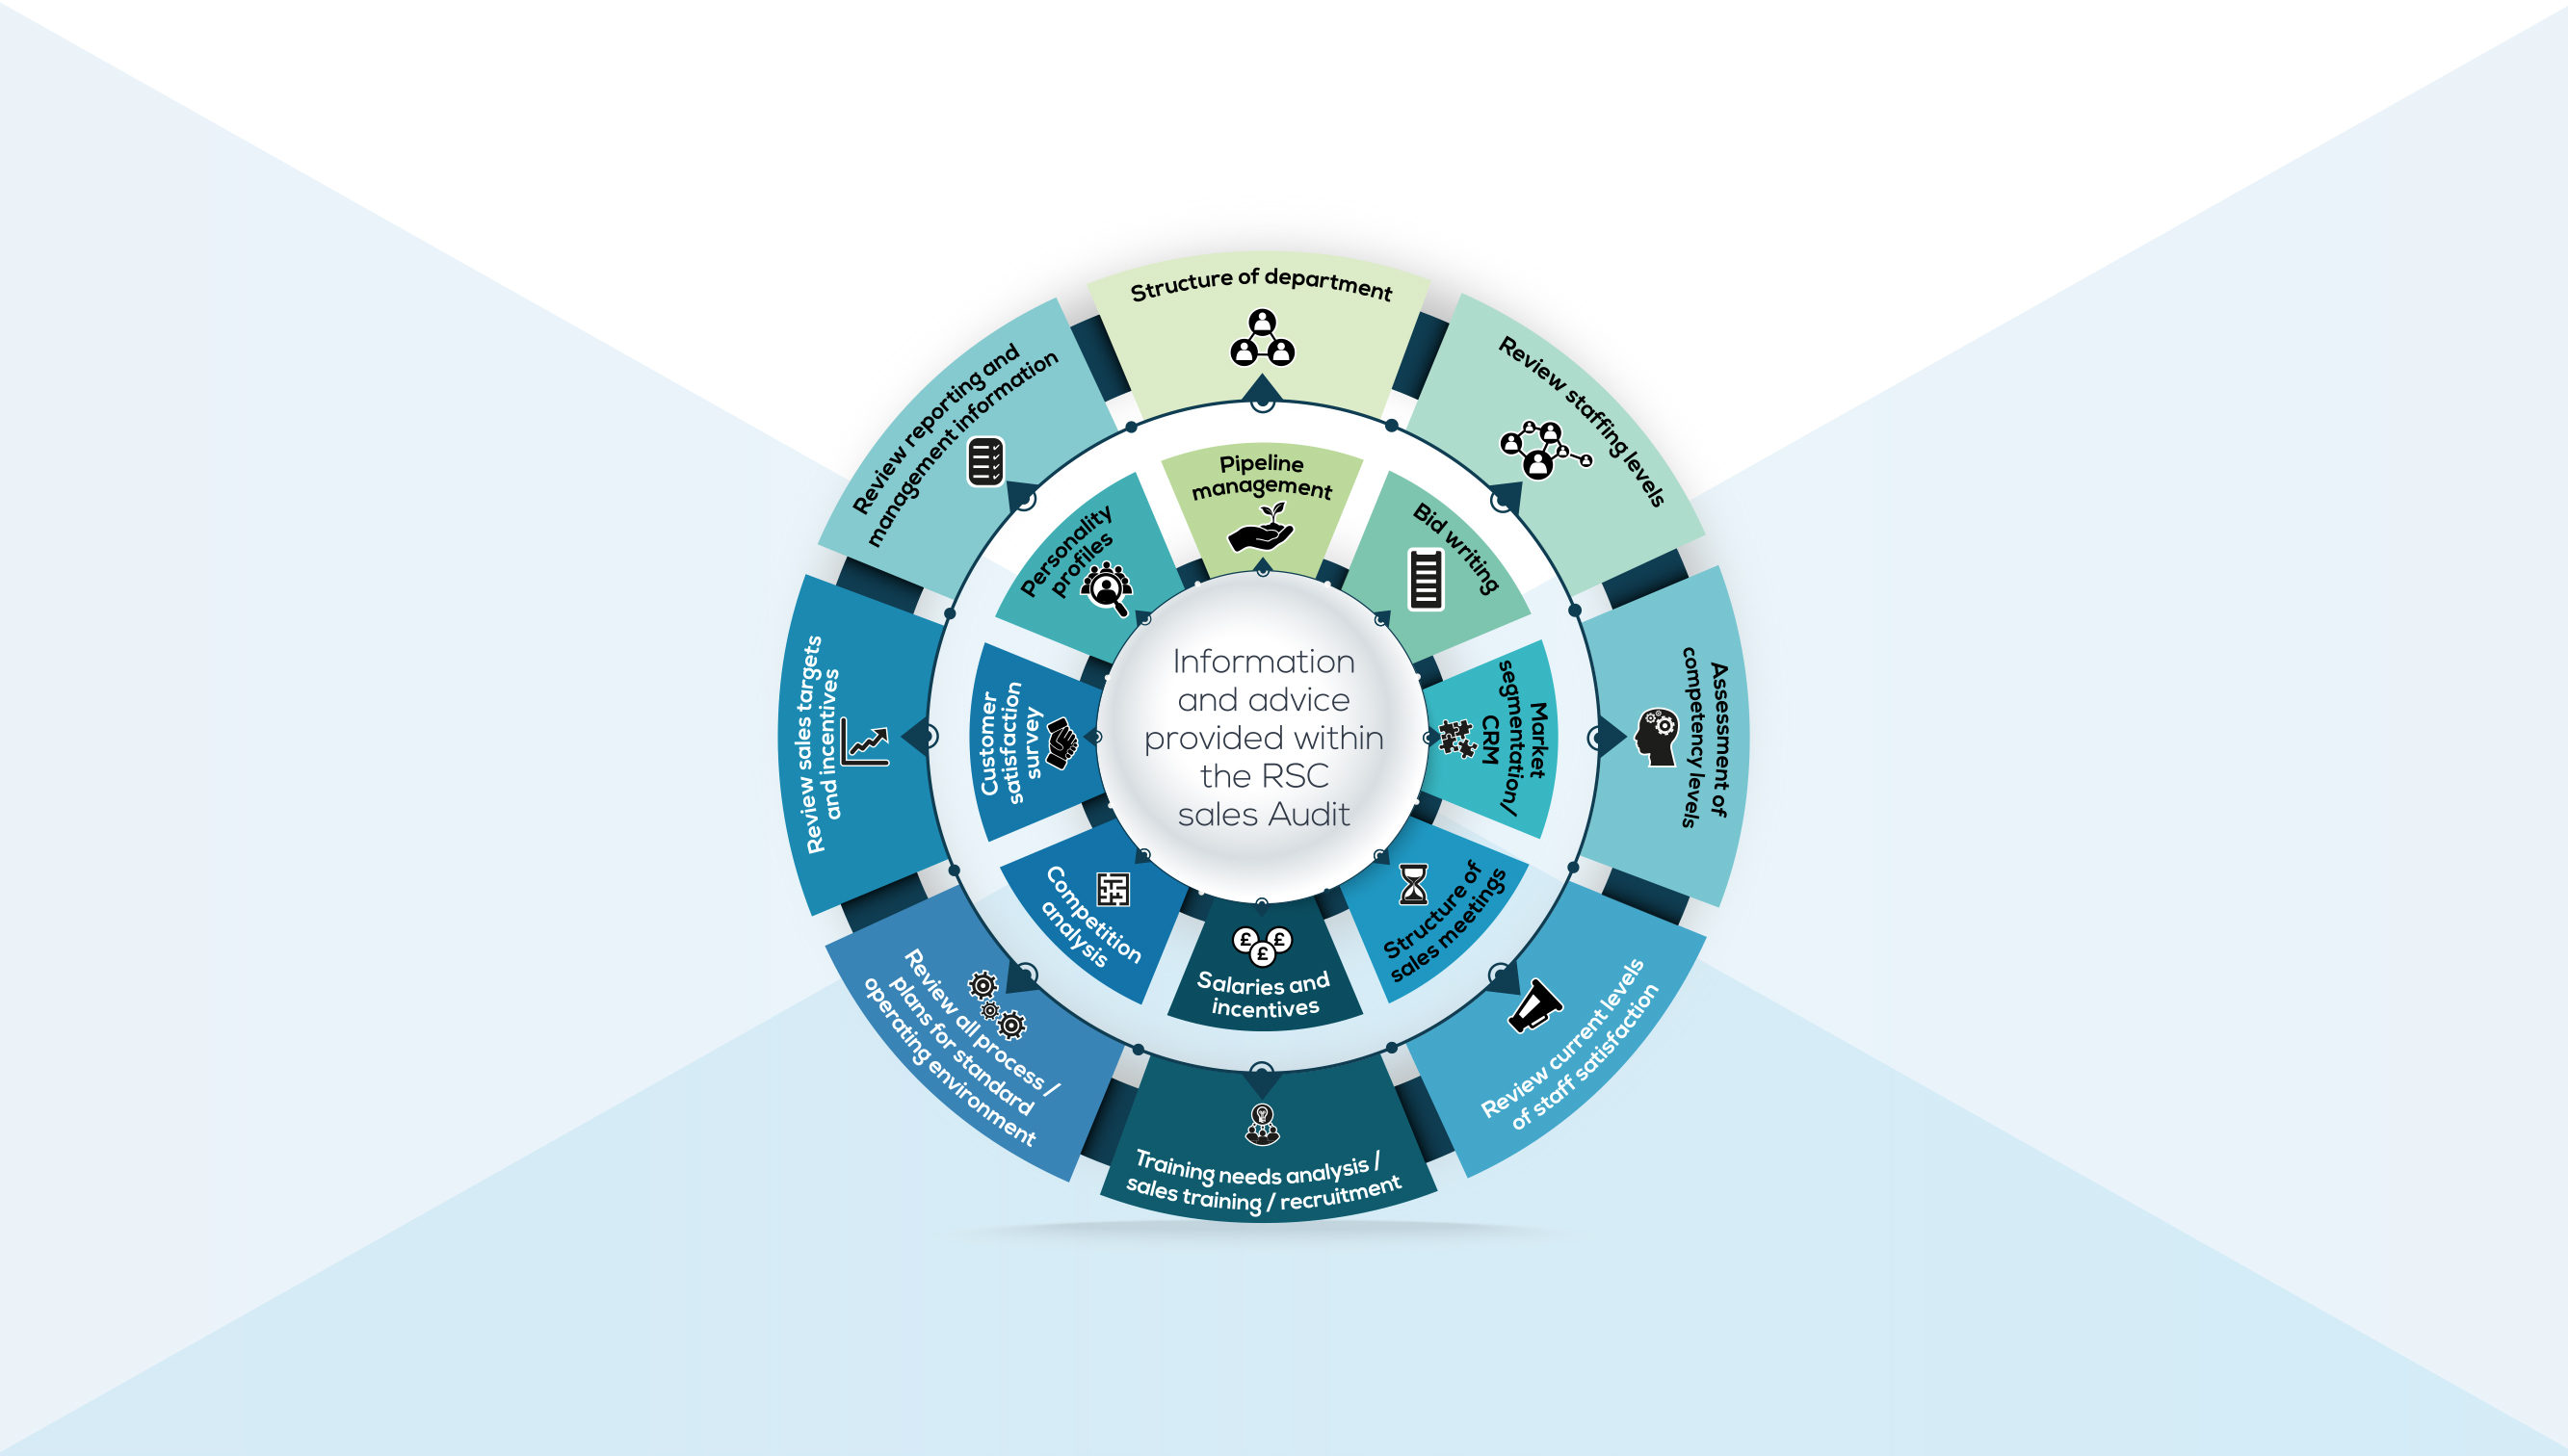 Structure of department
Review staffing levels
Assessment of
competency levels
Review current levels
of staff satisfaction
Training needs analysis /
sales training / recruitment
Review all process /
plans for standard
operating environment
Review sales targets
and incentives
Review reporting and
management information
Pipeline
management
Bid writing
Market
segmentation/
CRM
Structure of
sales meetings
£ £
£
Salaries and
incentives
Competition
analysis
Customer
satisfaction
survey
Personality
profiles
Information
and advice
provided within
the RSC
sales Audit